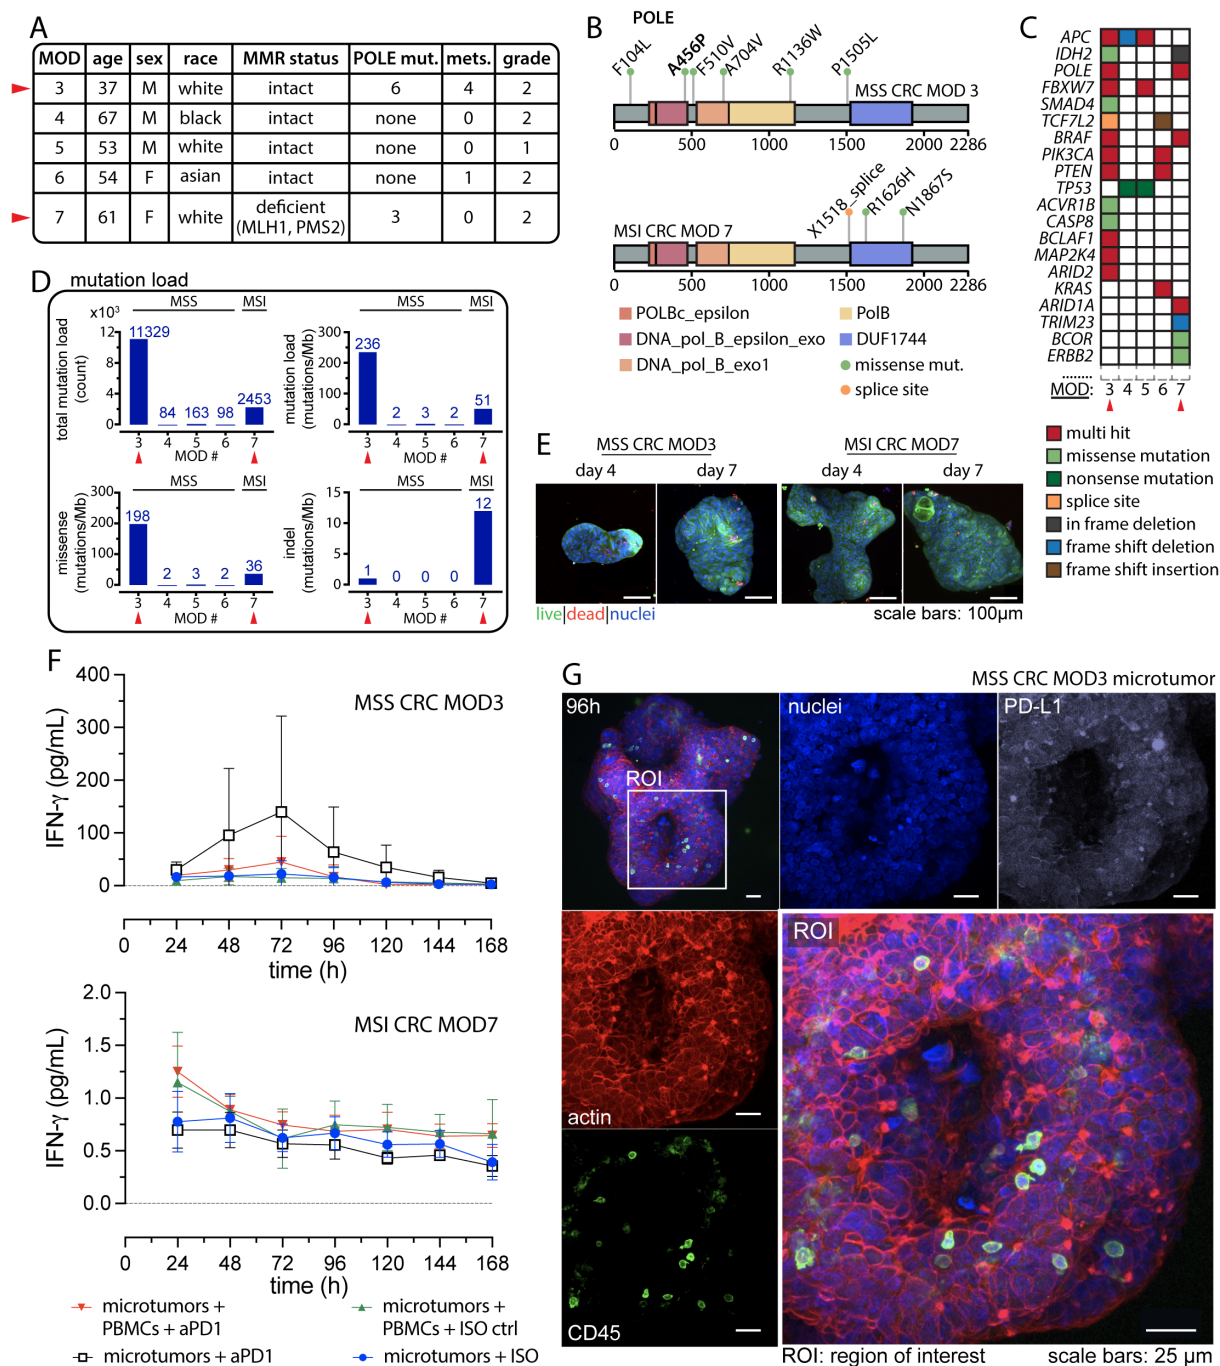 A
MOD age sex race MMR status POLE mut. mets. grade
3 37 M white intact 6 4 2
4 67 M black intact none 0 2
5 53 M white intact none 0 1
6 54 F asian intact none 1 2
7 61 F white deficient (MLH1, PMS2) 3 0 2
B
POLE
F104L
A456P
F510V
A704V
R1136W
P1505L
MSS CRC MOD 3
0 500 1000 1500 2000 2286
X1518_splice
R1626H
N1867S
MSI CRC MOD 7
0 500 1000 1500 2000 2286
POLBc_epsilon
DNA_pol_B_epsilon_exo
DNA_pol_B_exo1
PolB
DUF1744
missense mut.
splice site
C
APC
IDH2
POLE
FBXW7
SMAD4
TCF7L2
BRAF
PIK3CA
PTEN
TP53
ACVR1B
CASP8
BCLAF1
MAP2K4
ARID2
KRAS
ARID1A
TRIM23
BCOR
ERBB2
........
MOD: 3 4 5 6 7
multi hit
missense mutation
nonsense mutation
splice site
in frame deletion
frame shift deletion
frame shift insertion
D mutation load
MSS MSI
x10³
total mutation load
(count)
12
8
4
0
11329 84 163 98 2453
3 4 5 6 7
MOD #
MSS MSI
mutation load
(mutations/Mb)
300
200
100
0
236 2 3 2 51
3 4 5 6 7
MOD #
MSS MSI
missense
(mutations/Mb)
300
200
100
0
198 2 3 2 36
3 4 5 6 7
MOD #
MSS MSI
indel
(mutations/Mb)
15
10
5
0
1 0 0 0 12
3 4 5 6 7
MOD #
E
MSS CRC MOD3 MSI CRC MOD7
day 4 day 7 day 4 day 7
live|dead|nuclei scale bars: 100μm
F
MSS CRC MOD3
IFN-γ (pg/mL)
400
300
200
100
0
0 24 48 72 96 120 144 168
time (h)
MSI CRC MOD7
IFN-γ (pg/mL)
2.0
1.5
1.0
0.5
0.0
0 24 48 72 96 120 144 168
time (h)
microtumors +
PBMCs + aPD1
microtumors +
PBMCs + ISO ctrl
microtumors + aPD1
microtumors + ISO
G
MSS CRC MOD3 microtumor
96h
ROI
nuclei
PD-L1
actin
ROI
CD45
ROI: region of interest scale bars: 25 μm